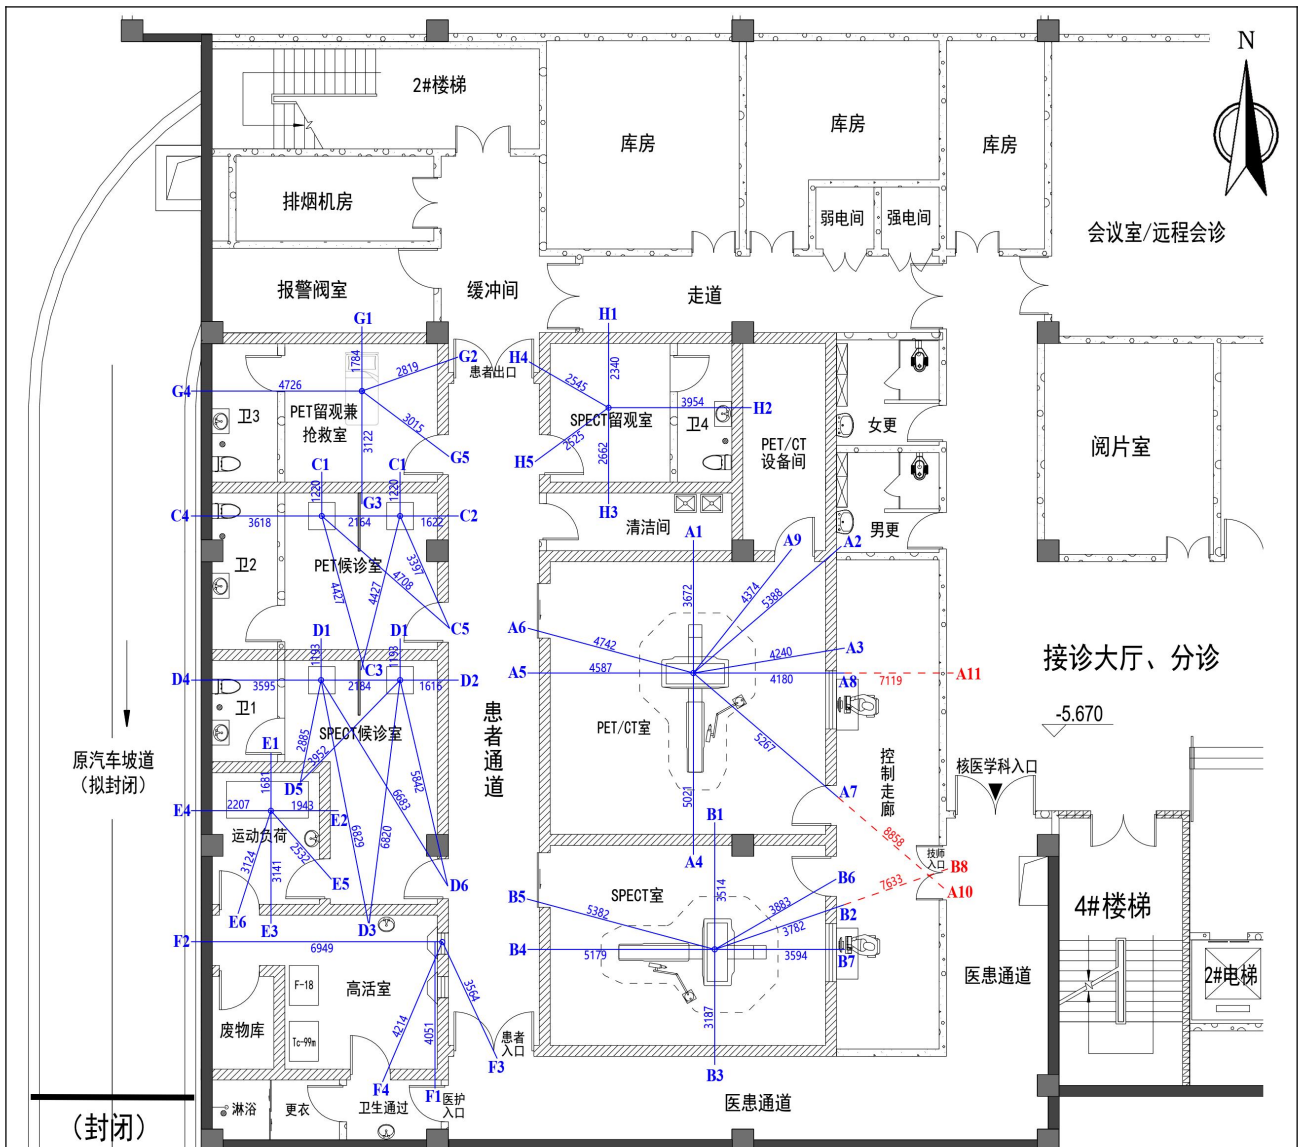 N
2#楼梯
库房
库房
库房
排烟机房
弱电间
强电间
会议室/远程会诊
报警阀室
缓冲间
走道
G1
H1
1784
G2
2819
H4
患者出口
2340
G4
4726
2545
3954
H2
卫3
PET留观兼
抢救室
SPECT留观室
卫4
女更
3122
3015
2525
2662
PET/CT
设备间
阅片室
G5
H5
C1
C1
1220
1220
G3
H3
C4
3618
2164
1622
C2
清洁间
男更
A1
A9
A2
卫2
PET候诊室
3397
4708
4427
4427
3672
4374
5388
C5
A6
D1
D1
4742
4240
A3
接诊大厅、分诊
1193
1193
C3
D4
3595
2184
1616
D2
A5
4587
4180
A8
7119
A11
卫1
SPECT候诊室
患者通道
PET/CT室
-5.670
2885
3952
5842
5267
原汽车坡道
(拟封闭)
E1
1681
D5
6683
控制走廊
核医学科入口
E4
2207
1943
E2
5021
A7
B1
运动负荷
6829
6820
8858
3124
3141
2532
A4
技师
入口
B8
E5
D6
SPECT室
3514
B6
7633
A10
B5
5382
3883
4#楼梯
E6
E3
D3
B2
3782
F2
6949
B4
5179
3594
B7
F-18
高活室
3564
医患通道
2#电梯
废物库
Tc-99m
4214
4051
3187
患者
入口
F3
B3
F4
F1
淋浴
更衣
卫生通过
医护
入口
医患通道
(封闭)